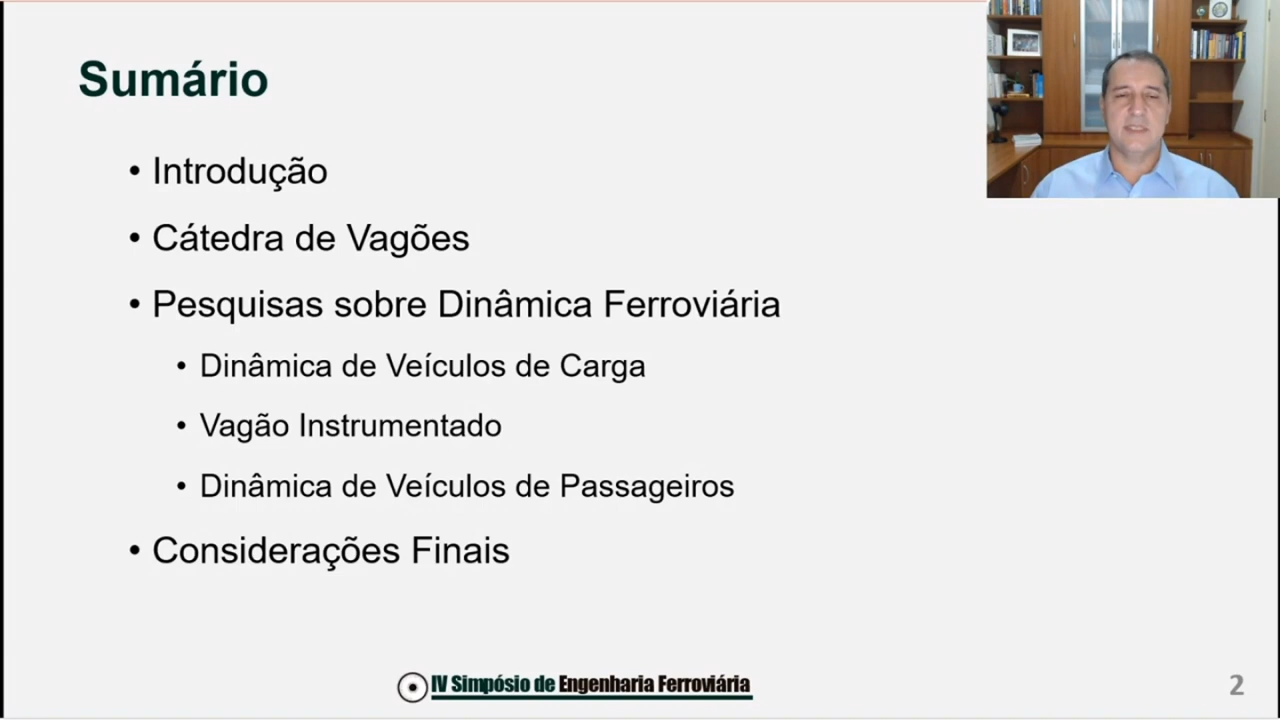 Sumário
• Introdução
• Cátedra de Vagões
• Pesquisas sobre Dinâmica Ferroviária
• Dinâmica de Veículos de Carga
• Vagão Instrumentado
• Dinâmica de Veículos de Passageiros
• Considerações Finais
IV Simpósio de Engenharia Ferroviária
2